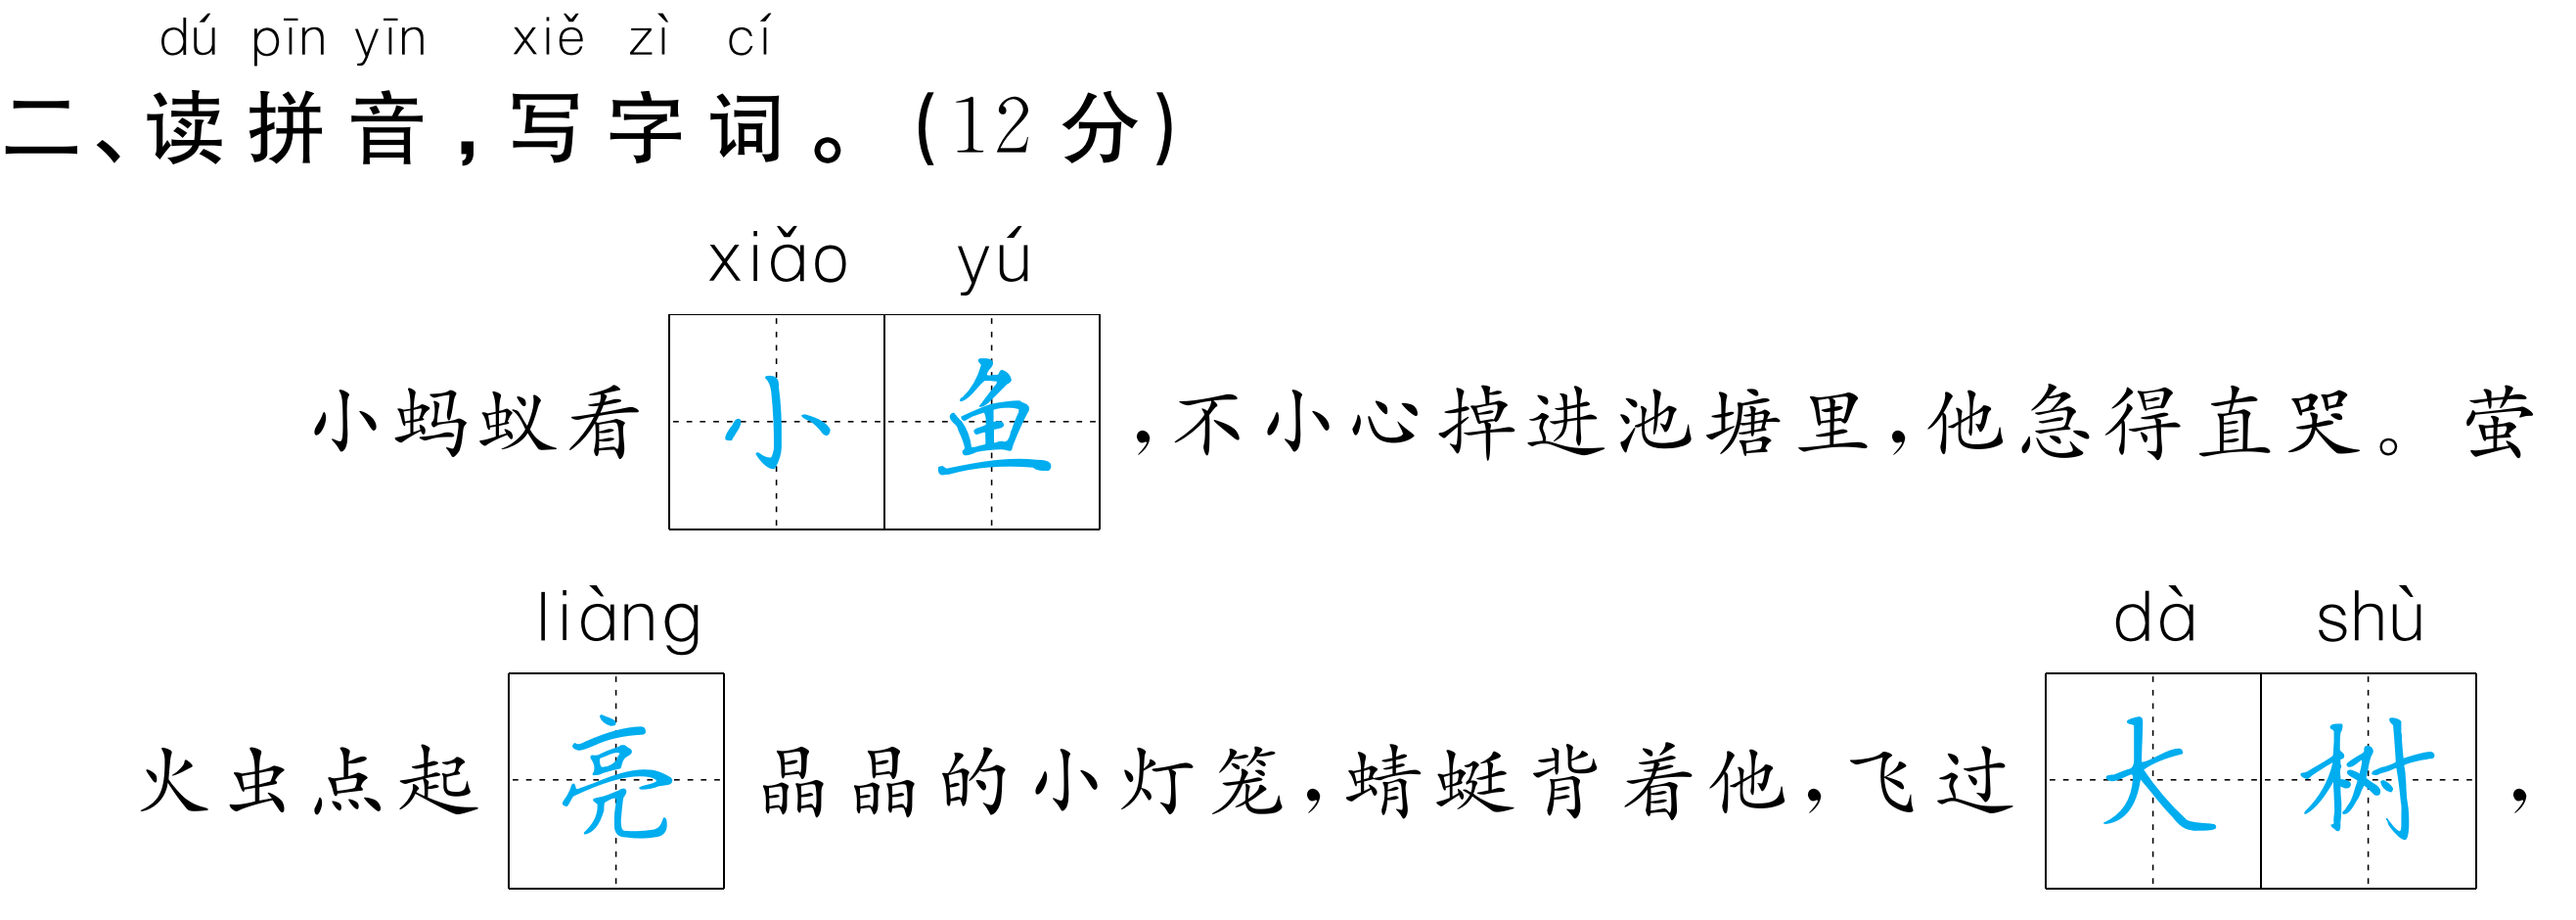 dú pīn yīn xiě zì cí
二、读拼音,写字词。(12分)
xiǎo yú
小蚂蚁看小鱼,不小心掉进池塘里,他急得直哭。萤
liàng dà shù
火虫点起亮晶晶的小灯笼,蜻蜓背着他,飞过大树,